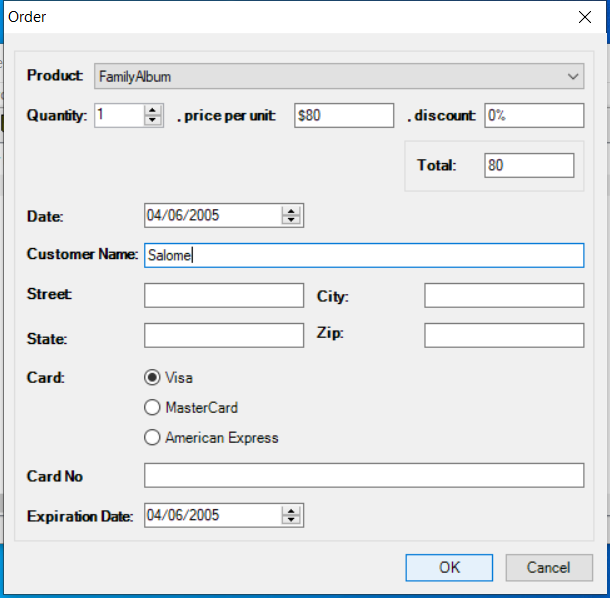 Order
Product: FamilyAlbum
Quantity: 1 . price per unit: $80 . discount: 0%
Total: 80
Date: 04/06/2005
Customer Name: Salome
Street: City:
State: Zip:
Card: Visa
MasterCard
American Express
Card No
Expiration Date: 04/06/2005
OK Cancel